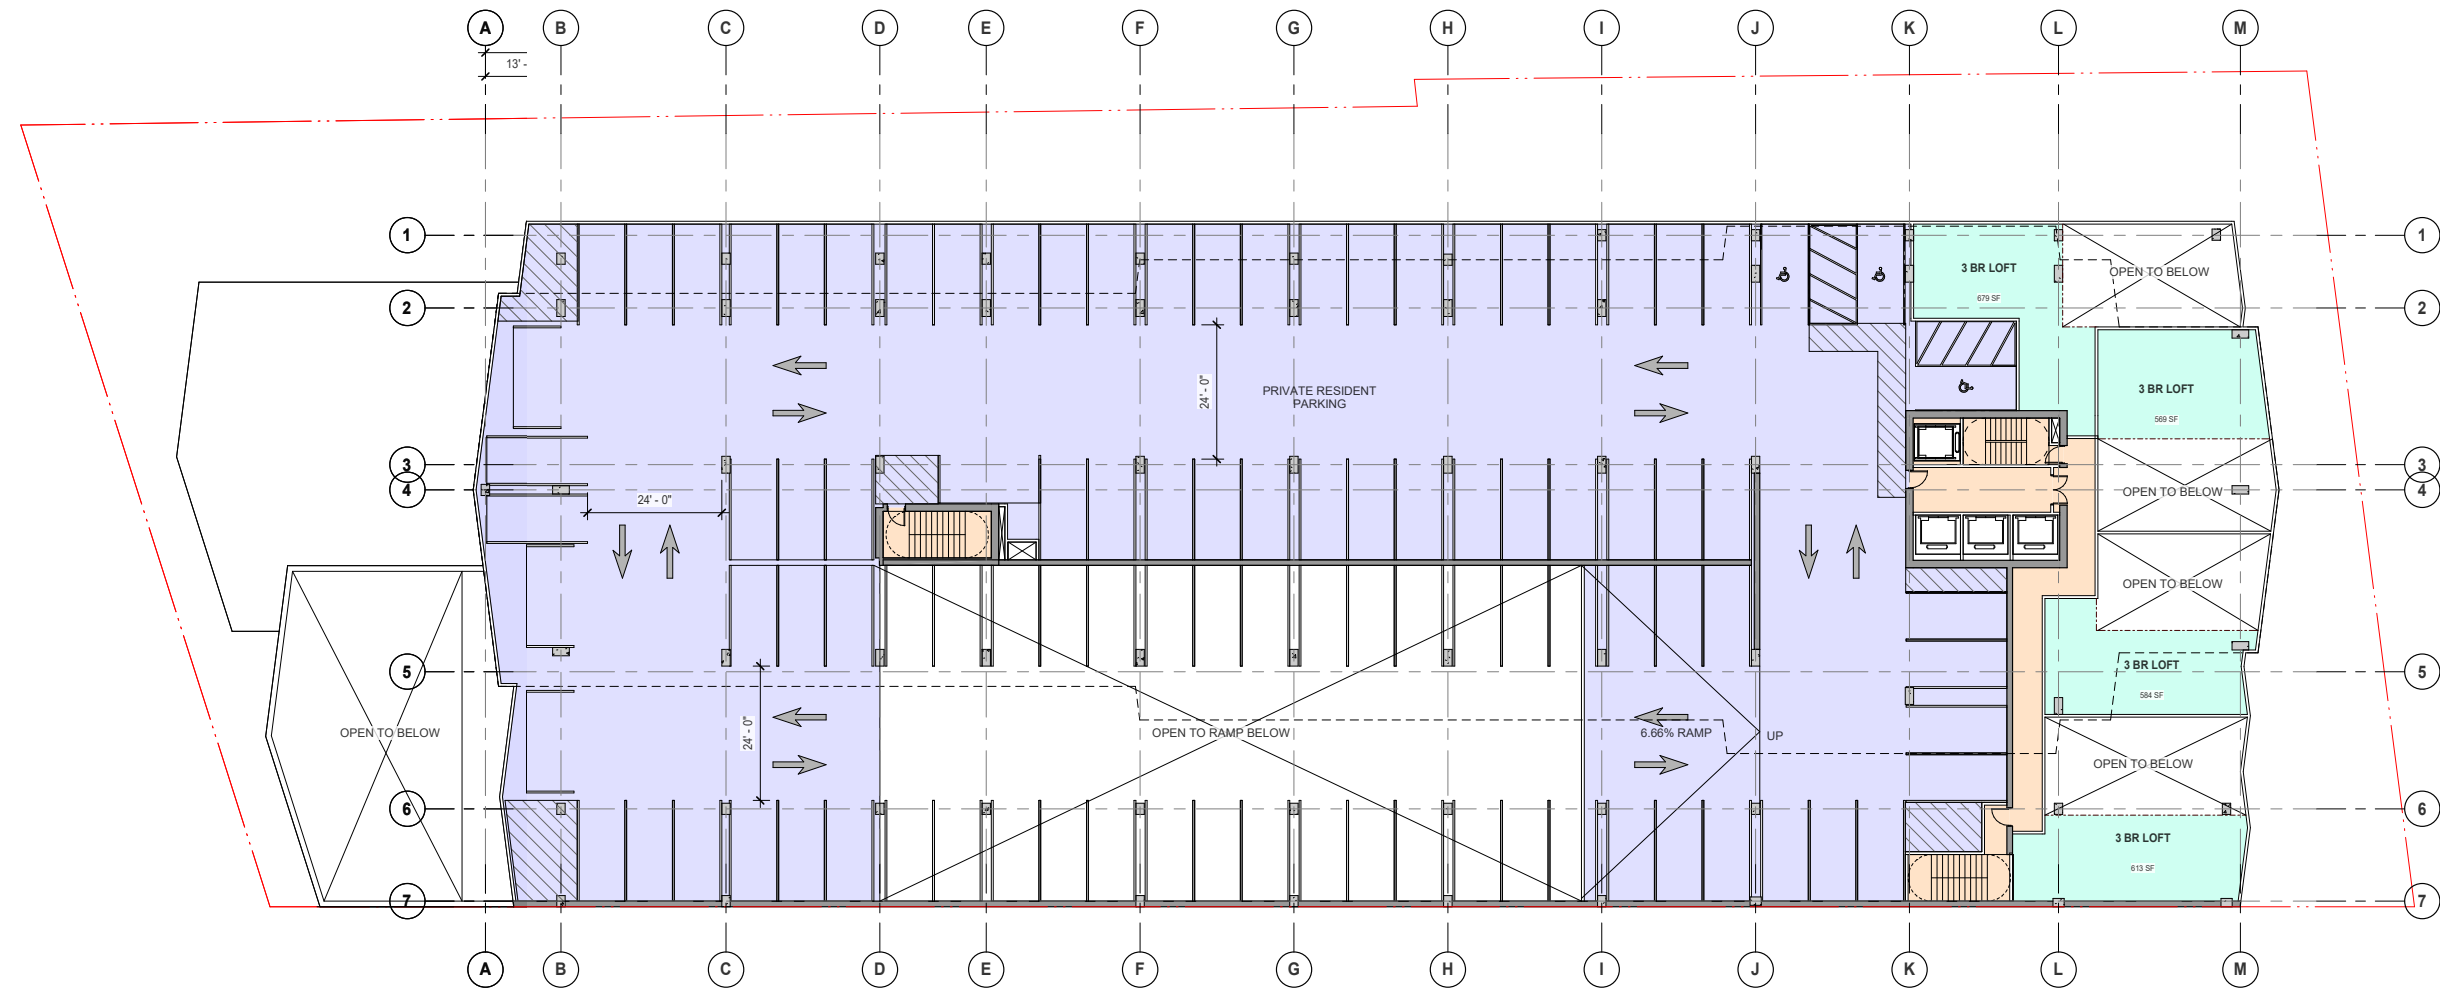 A B C D E F G H I J K L M
13' -
1 1
3 BR LOFT
OPEN TO BELOW
679 SF
2 2
24' - 0"
PRIVATE RESIDENT
PARKING
3 BR LOFT
569 SF
3 3
4 4
24' - 0"
OPEN TO BELOW
OPEN TO BELOW
5 5
3 BR LOFT
584 SF
24' - 0"
OPEN TO BELOW
OPEN TO RAMP BELOW
6.66% RAMP
UP
OPEN TO BELOW
6 6
3 BR LOFT
613 SF
7 7
A B C D E F G H I J K L M